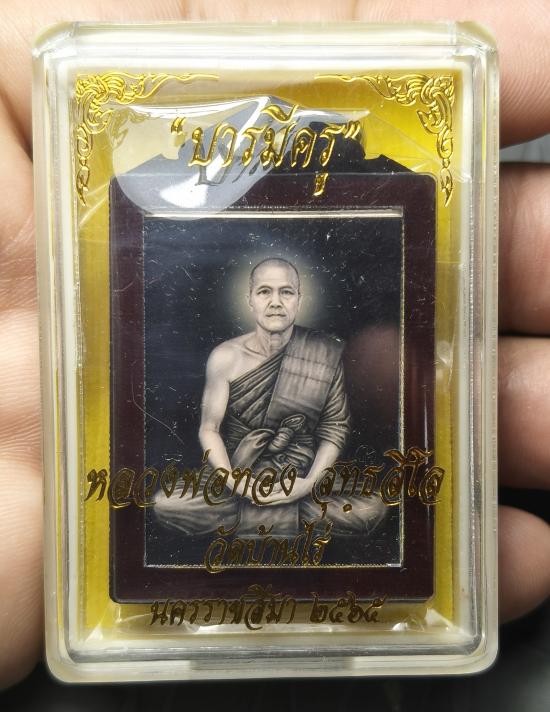 "บารมีครู"
หลวงพ่อทอง สุทฺธสีโล
วัดบ้านไร่
นครราชสีมา ๒๕๖๕